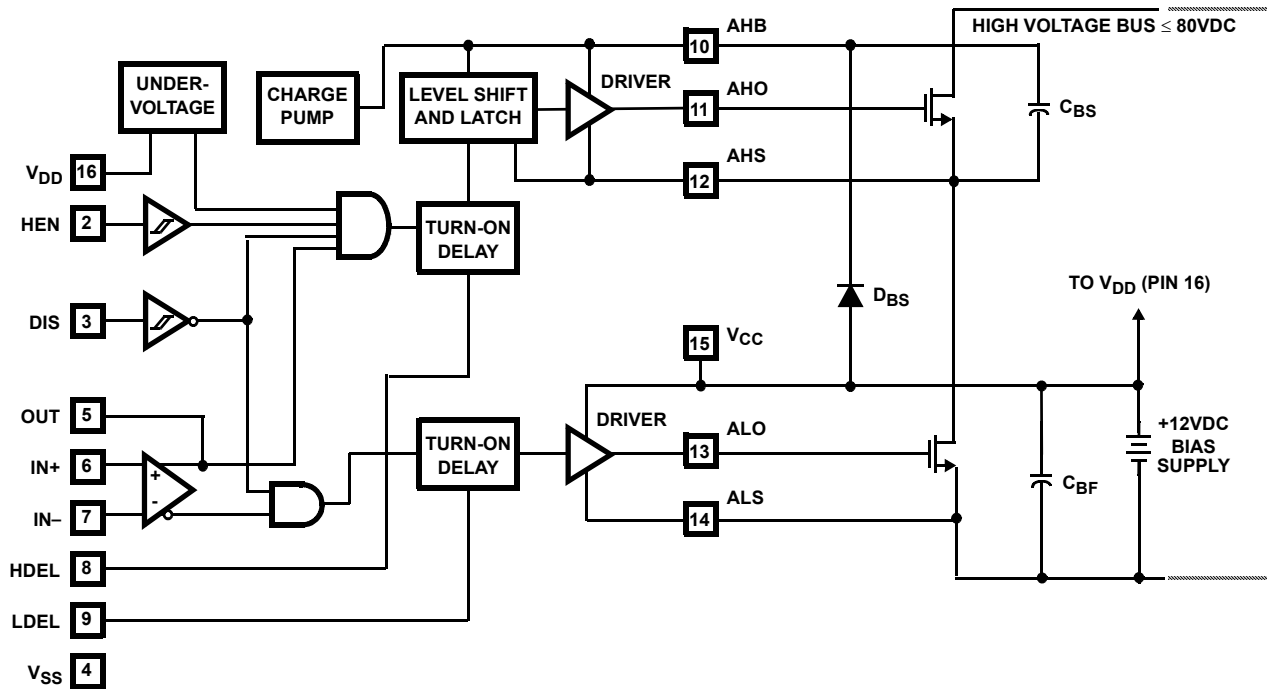 HIGH VOLTAGE BUS ≤ 80VDC
AHB
10
UNDER-
VOLTAGE
CHARGE
PUMP
LEVEL SHIFT
AND LATCH
DRIVER
AHO
11
CBS
AHS
12
VDD 16
HEN 2
TURN-ON
DELAY
DIS 3
DBS
TO VDD (PIN 16)
VCC
15
OUT 5
IN+ 6
+
-
IN– 7
TURN-ON
DELAY
DRIVER
ALO
13
ALS
14
CBF
+12VDC
BIAS
SUPPLY
HDEL 8
LDEL 9
VSS 4